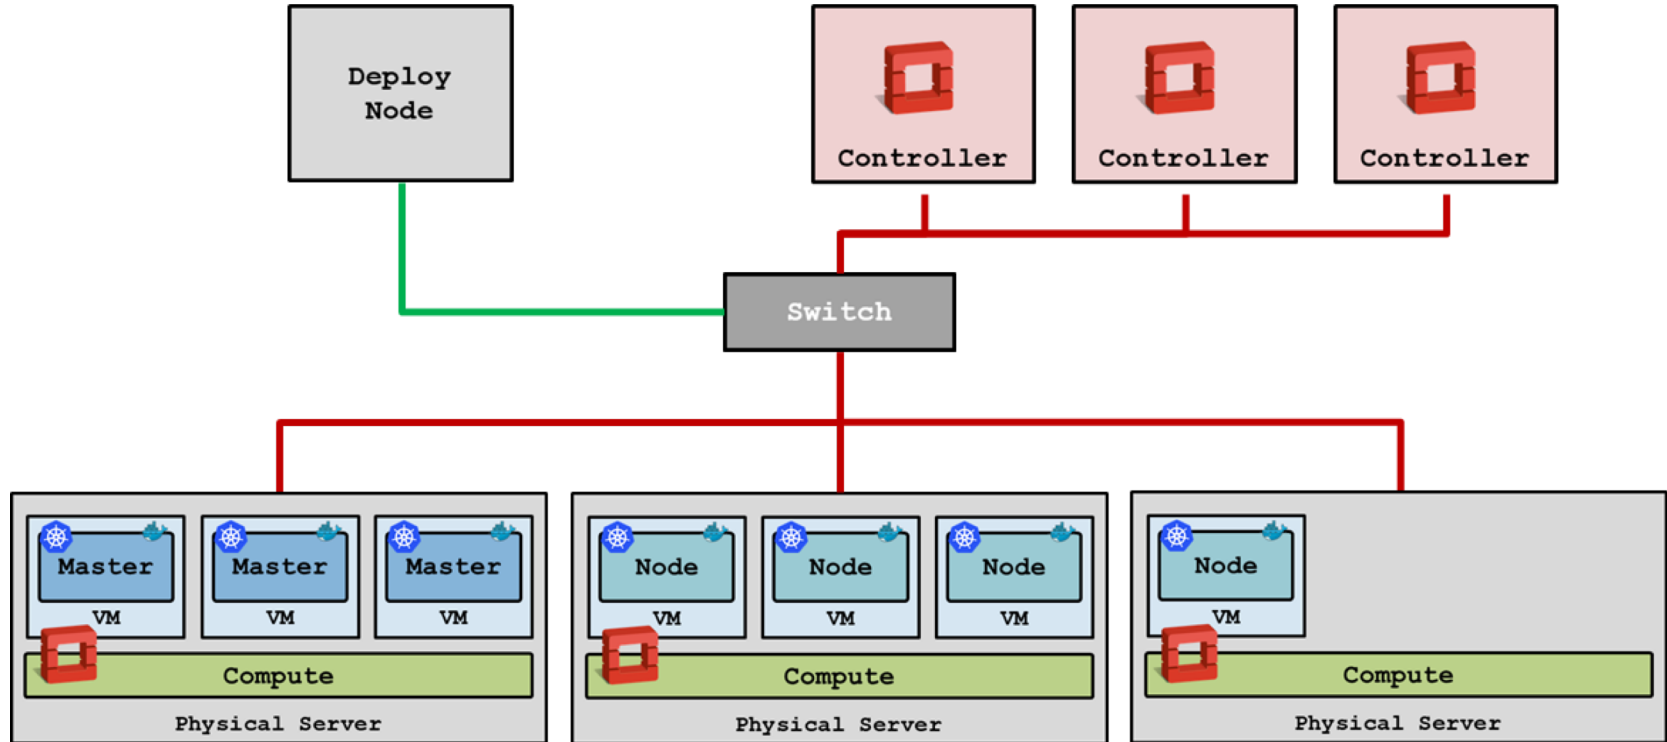 Deploy
Node
Controller
Controller
Controller
Switch
Master
Master
Master
Node
Node
Node
Node
VM
VM
VM
VM
VM
VM
VM
Compute
Compute
Compute
Physical Server
Physical Server
Physical Server